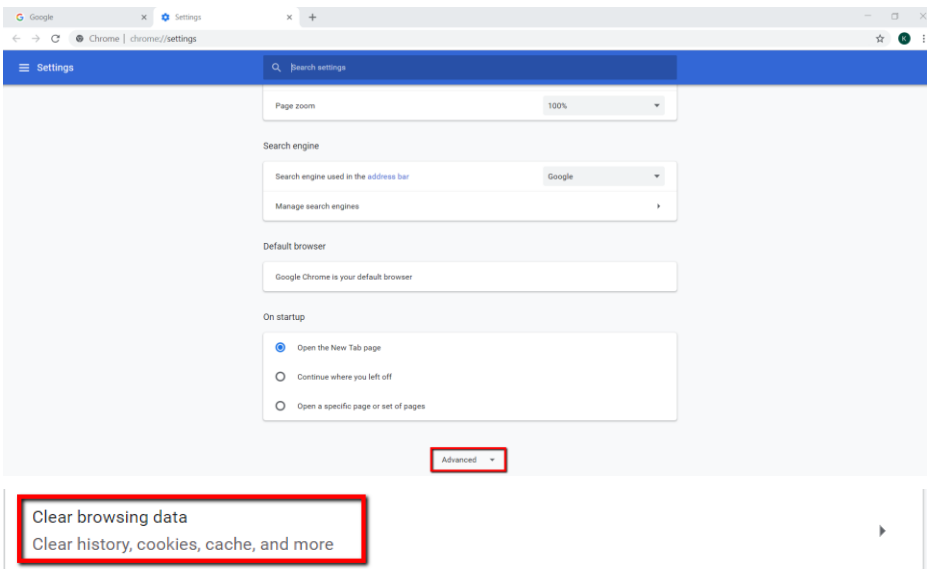 Google
Settings
Chrome | chrome://settings
K
Settings
Search settings
Page zoom
100%
Search engine
Search engine used in the address bar
Google
Manage search engines
Default browser
Google Chrome is your default browser
On startup
Open the New Tab page
Continue where you left off
Open a specific page or set of pages
Advanced
Clear browsing data
Clear history, cookies, cache, and more